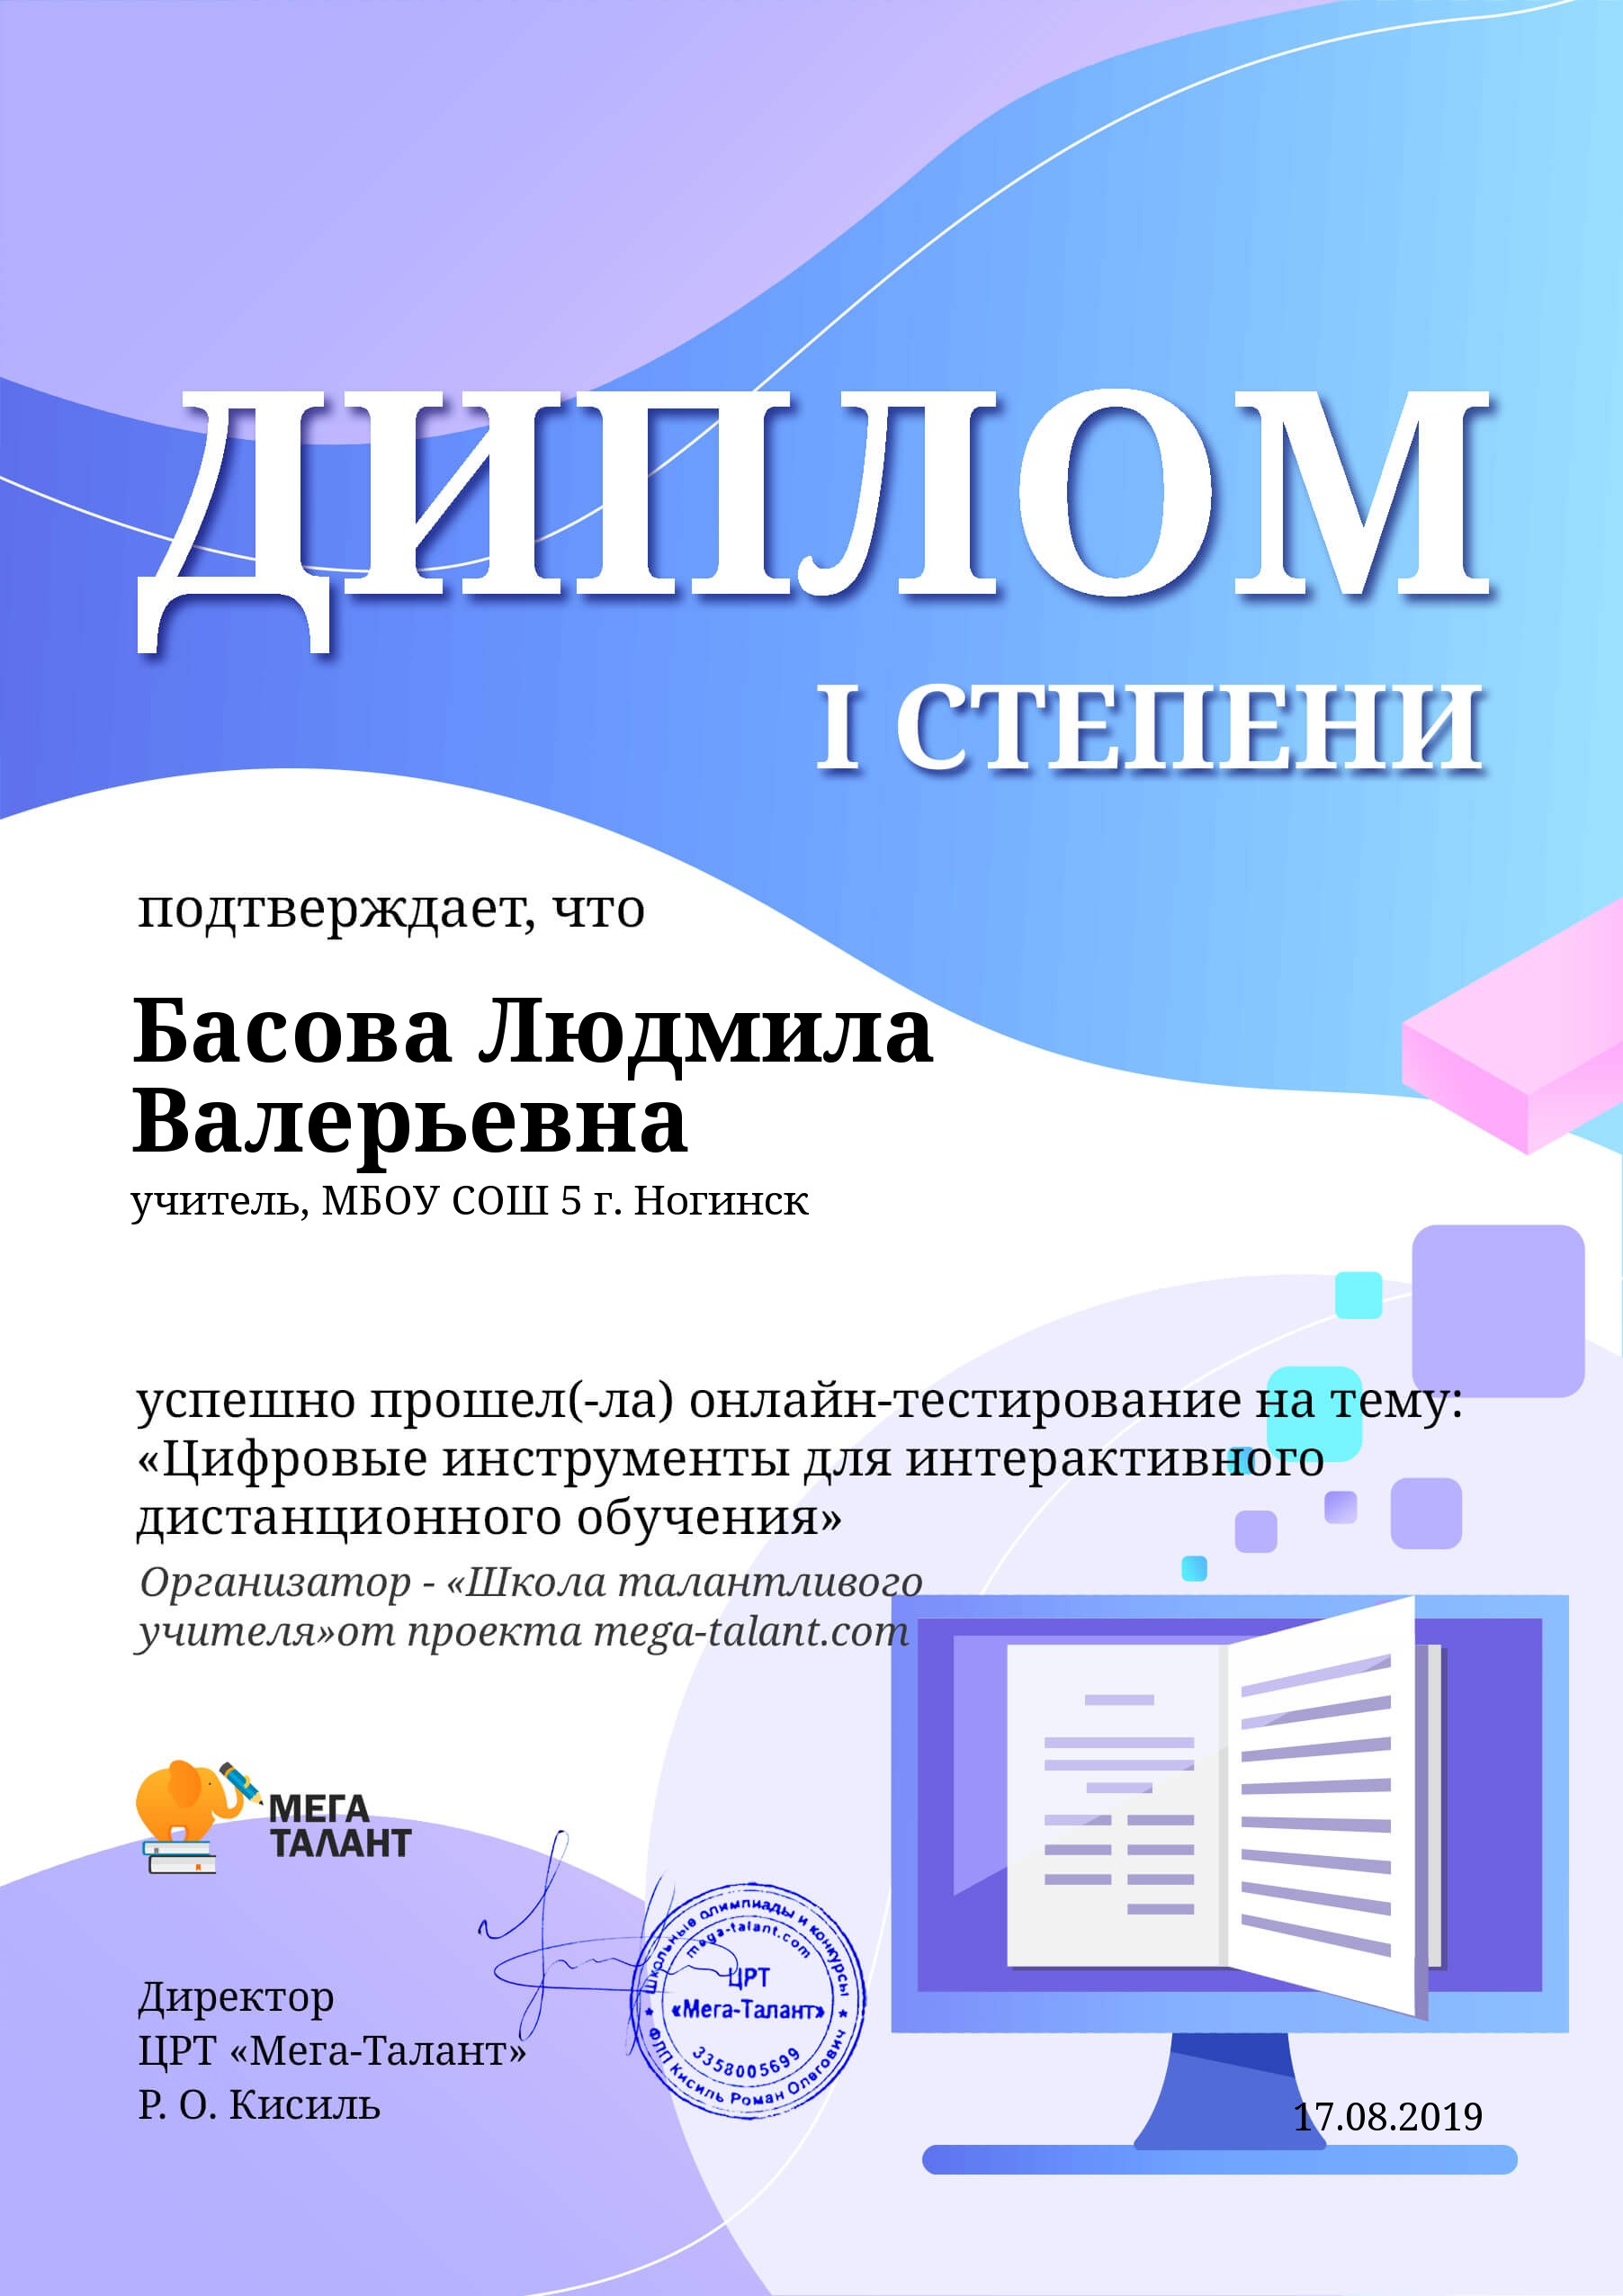 ДИПЛОМ
I СТЕПЕНИ
подтверждает, что
Басова Людмила
Валерьевна
учитель, МБОУ СОШ 5 г. Ногинск
успешно прошел(-ла) онлайн-тестирование на тему:
«Цифровые инструменты для интерактивного
дистанционного обучения»
Организатор - «Школа талантливого
учителя»от проекта mega-talant.com
МЕГА
ТАЛАНТ
Школьные олимпиады и конкурсы
mega-talant.com
ЦРТ
«Мега-Талант»
3358005699
* ФЛП Кисиль Роман Олегович *
Директор
ЦРТ «Мега-Талант»
Р. О. Кисиль
17.08.2019